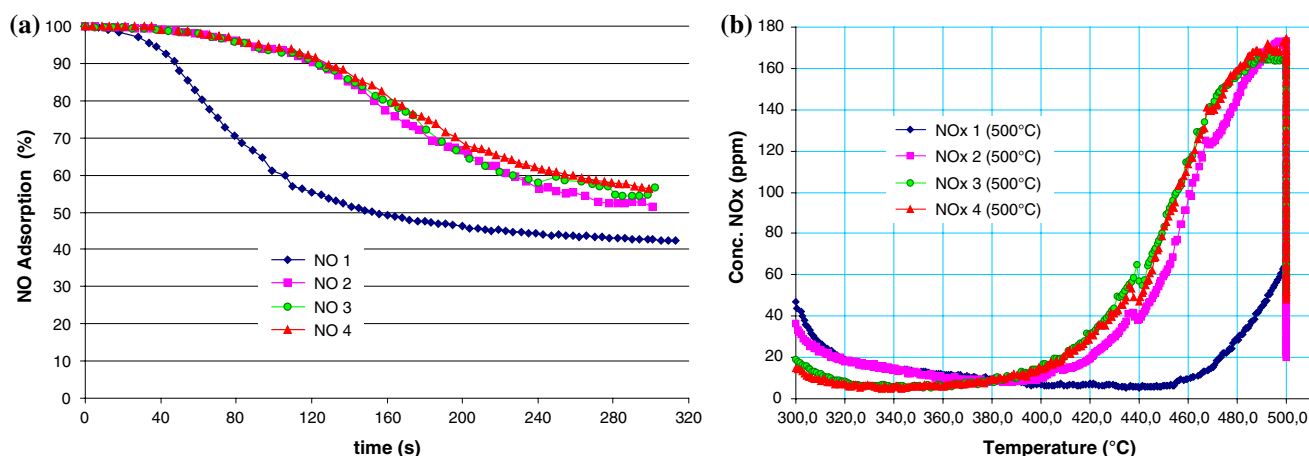 (a)
NO Adsorption (%)
100
90
80
70
60
50
40
30
20
10
0
0 40 80 120 160 200 240 280 320
time (s)
NO 1
NO 2
NO 3
NO 4
(b)
Conc. NOx (ppm)
180
160
140
120
100
80
60
40
20
0
300,0 320,0 340,0 360,0 380,0 400,0 420,0 440,0 460,0 480,0 500,0
Temperature (°C)
NOx 1 (500°C)
NOx 2 (500°C)
NOx 3 (500°C)
NOx 4 (500°C)